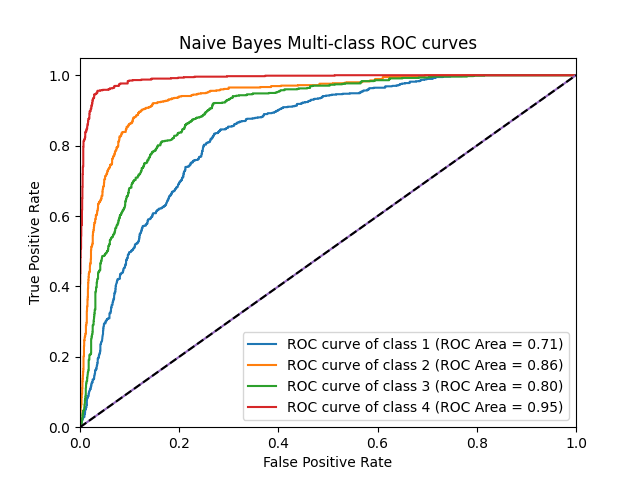 Naive Bayes Multi-class ROC curves
1.0
0.8
0.6
0.4
0.2
0.0
True Positive Rate
ROC curve of class 1 (ROC Area = 0.71)
ROC curve of class 2 (ROC Area = 0.86)
ROC curve of class 3 (ROC Area = 0.80)
ROC curve of class 4 (ROC Area = 0.95)
0.0 0.2 0.4 0.6 0.8 1.0
False Positive Rate